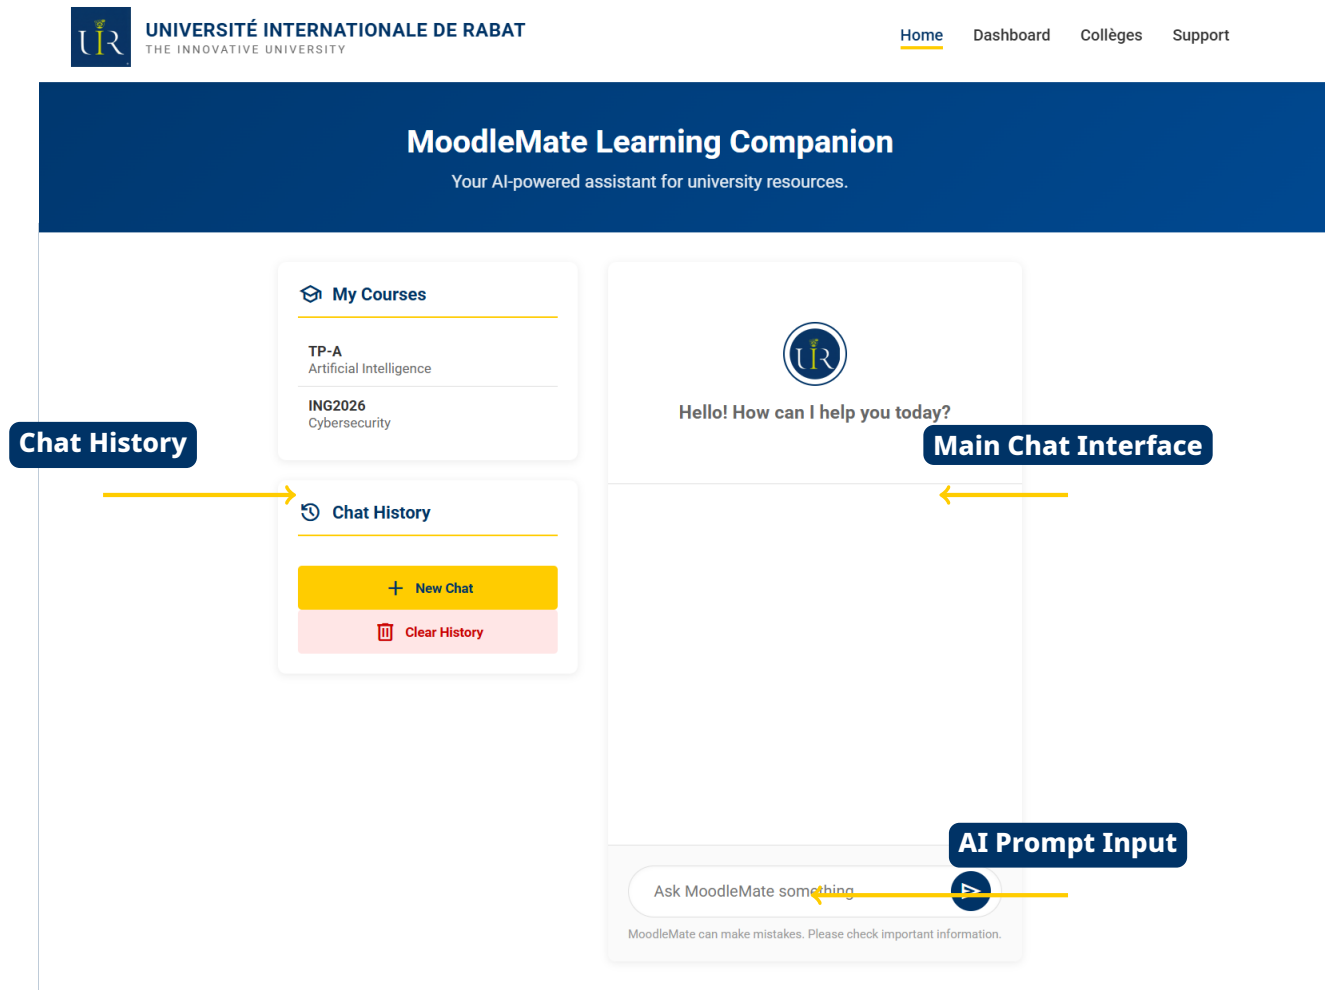 UIR
UNIVERSITÉ INTERNATIONALE DE RABAT
THE INNOVATIVE UNIVERSITY
Home
Dashboard
Collèges
Support
MoodleMate Learning Companion
Your AI-powered assistant for university resources.
My Courses
TP-A
Artificial Intelligence
ING2026
Cybersecurity
Chat History
Chat History
New Chat
Clear History
UIR
Hello! How can I help you today?
Main Chat Interface
AI Prompt Input
Ask MoodleMate something
MoodleMate can make mistakes. Please check important information.